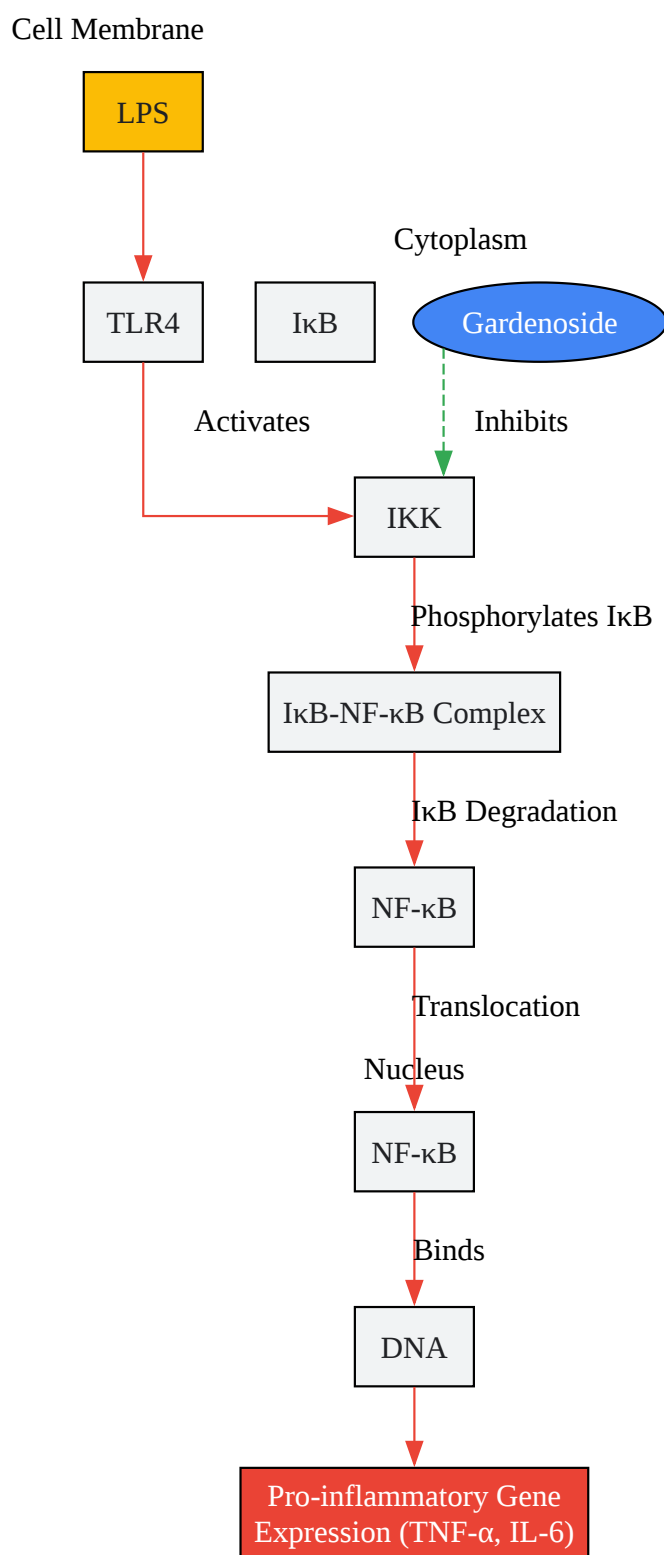 Cell Membrane
LPS
Cytoplasm
TLR4
IκB
Gardenoside
Activates
Inhibits
IKK
Phosphorylates IκB
IκB-NF-κB Complex
IκB Degradation
NF-κB
Translocation
Nucleus
NF-κB
Binds
DNA
Pro-inflammatory Gene
Expression (TNF-α, IL-6)